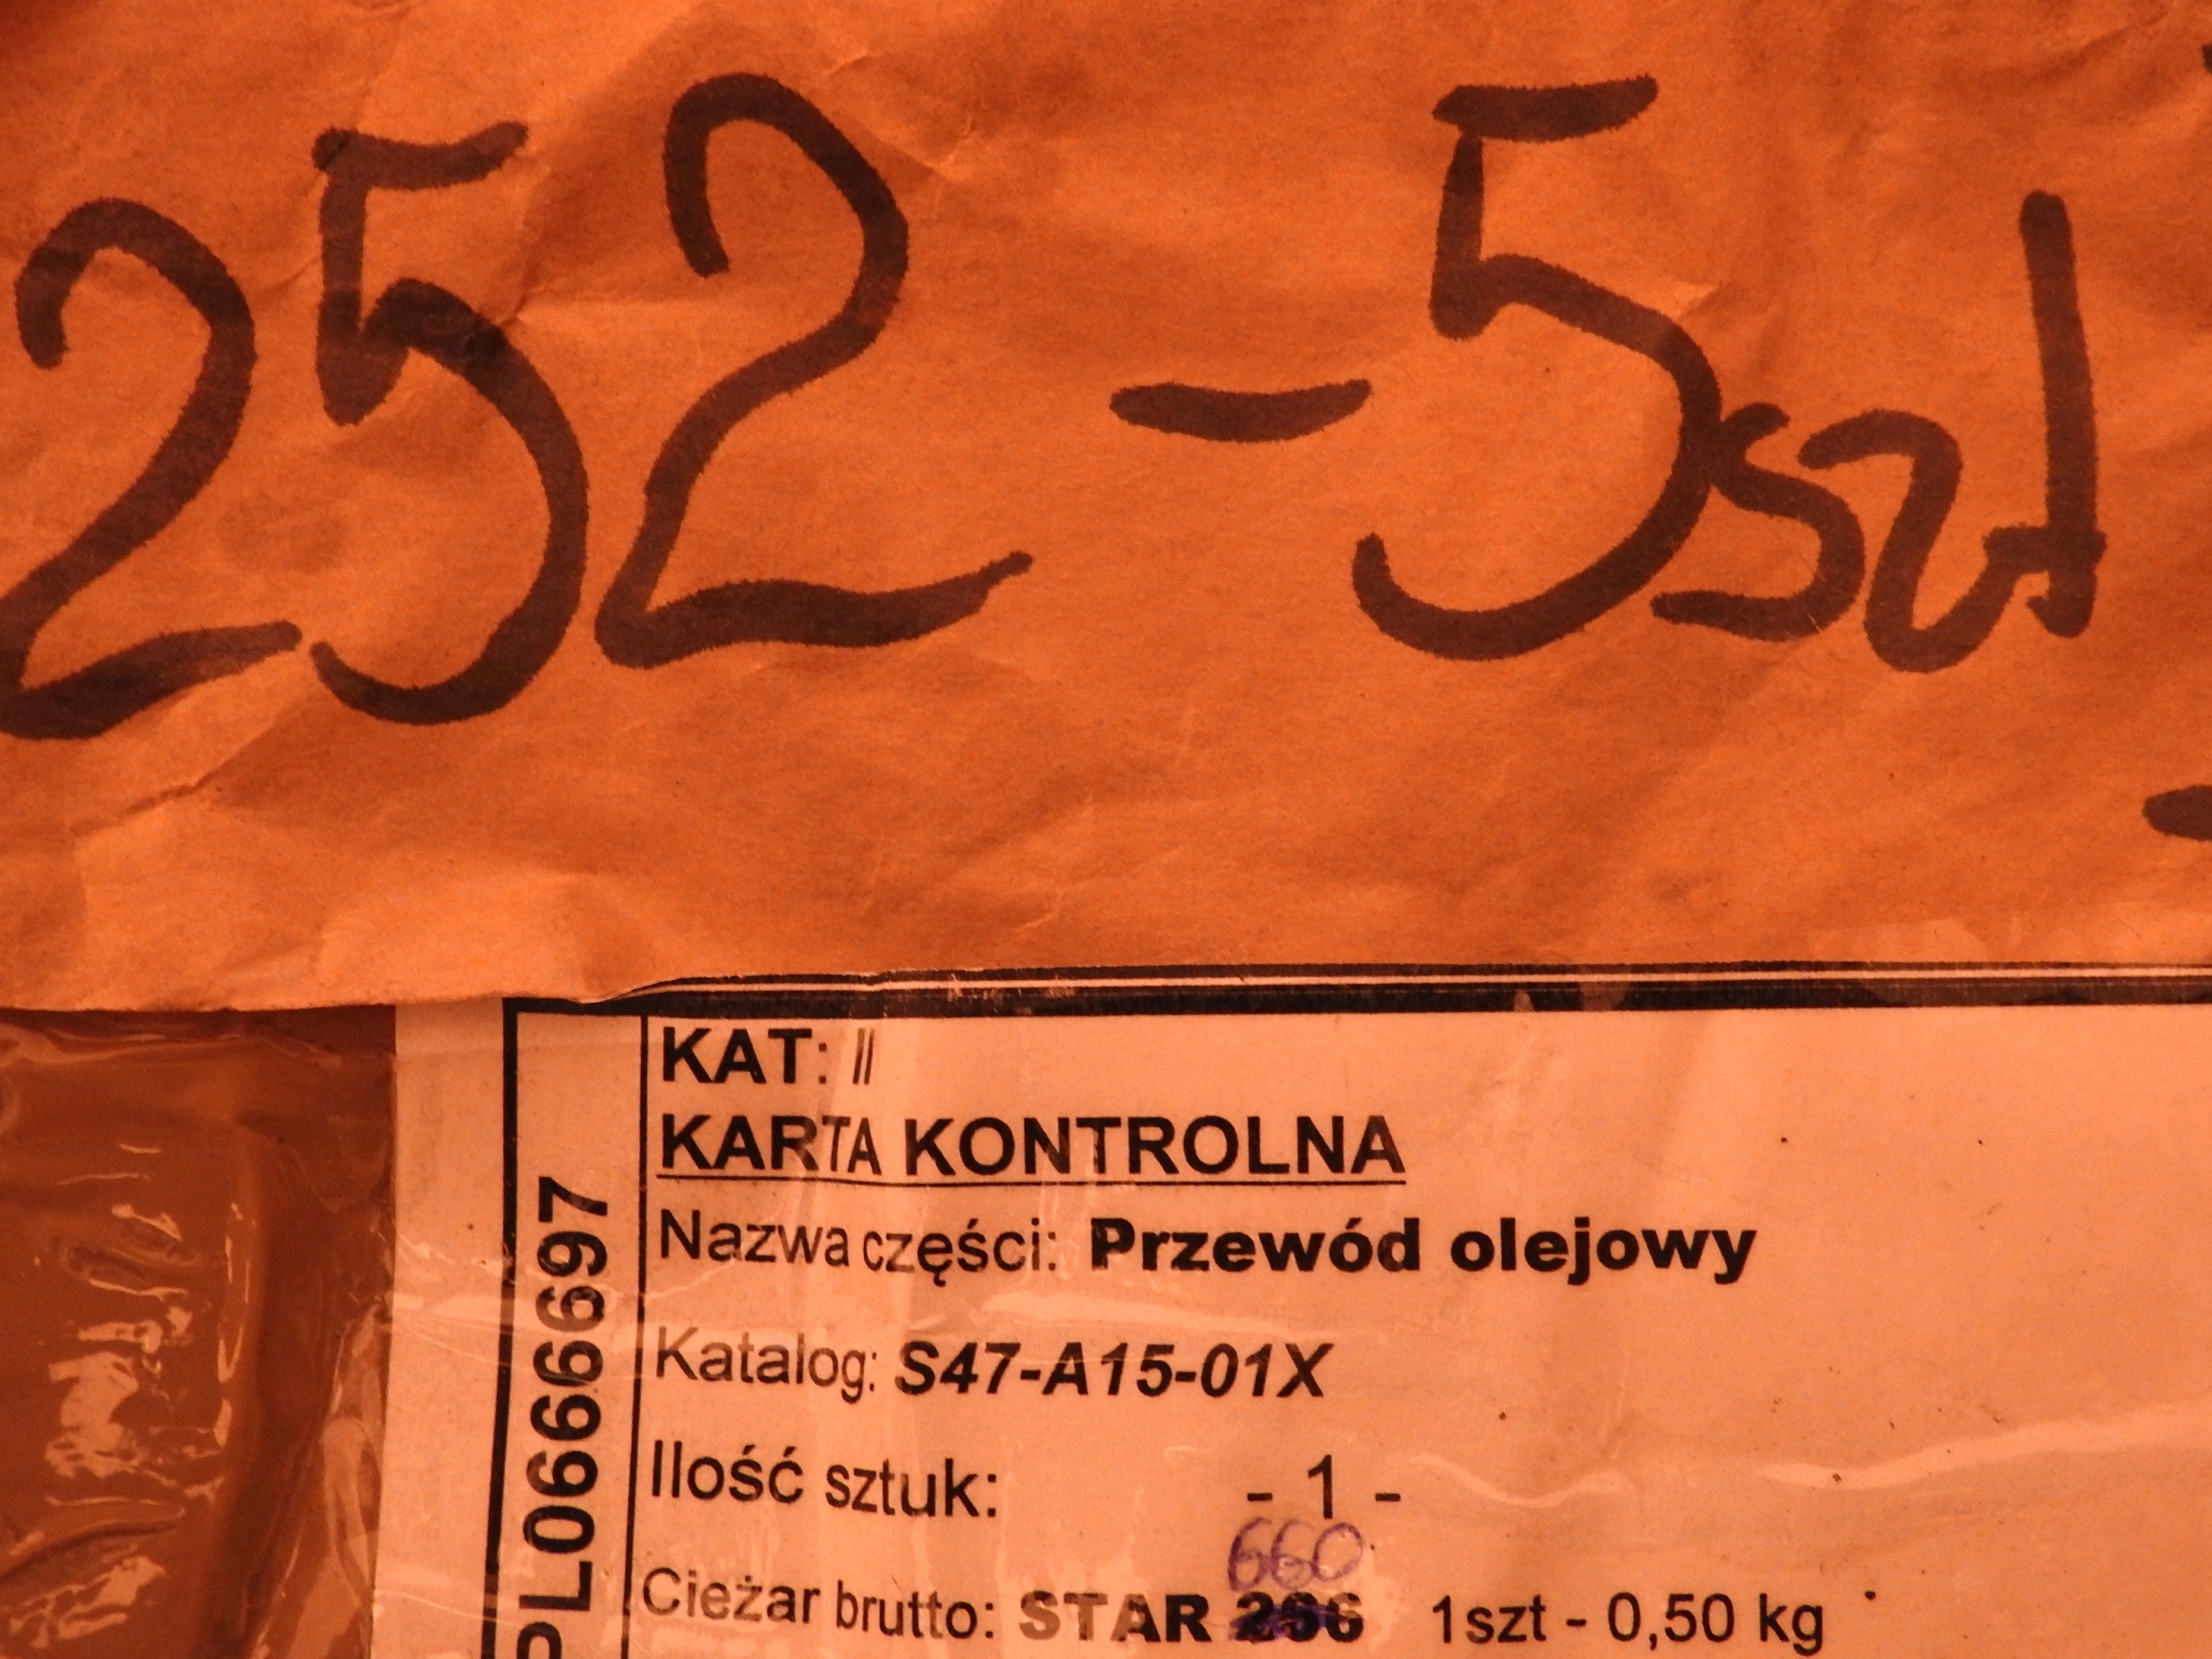 252 - 5szt
KAT: II
KARTA KONTROLNA
Nazwa części: Przewód olejowy
Katalog: S47-A15-01X
Ilość sztuk: - 1 -
660
Cieżar brutto: STAR 266 1szt - 0,50 kg
PL0666697